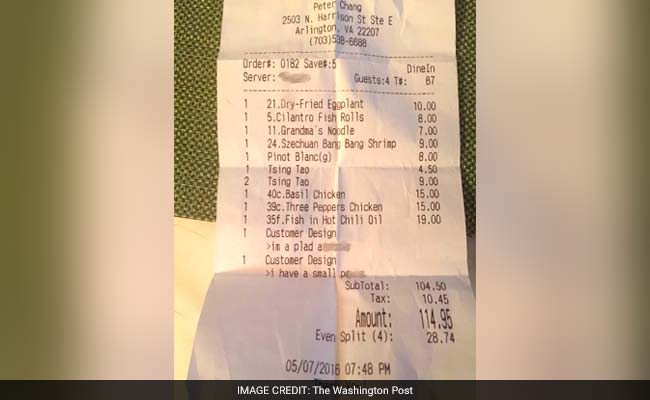 Peter Chang
2503 N. Harrison St Ste E
Arlington, VA 22207
(703)538-6688
Order#: 0182 Save#:5
DineIn
Server:
Guests:4 T#: B7
1 21.Dry-Fried Eggplant 10.00
1 5.Cilantro Fish Rolls 8.00
1 11.Grandma's Noodle 7.00
1 24.Szechuan Bang Bang Shrimp 9.00
1 Pinot Blanc(g) 8.00
1 Tsing Tao 4.50
2 Tsing Tao 9.00
1 40c.Basil Chicken 15.00
1 39c.Three Peppers Chicken 15.00
1 35f.Fish in Hot Chili Oil 19.00
1 Customer Design
>im a plad a
1 Customer Design
>i have a small p
SubTotal: 104.50
Tax: 10.45
Amount: 114.95
Even Split (4): 28.74
05/07/2016 07:48 PM
IMAGE CREDIT: The Washington Post